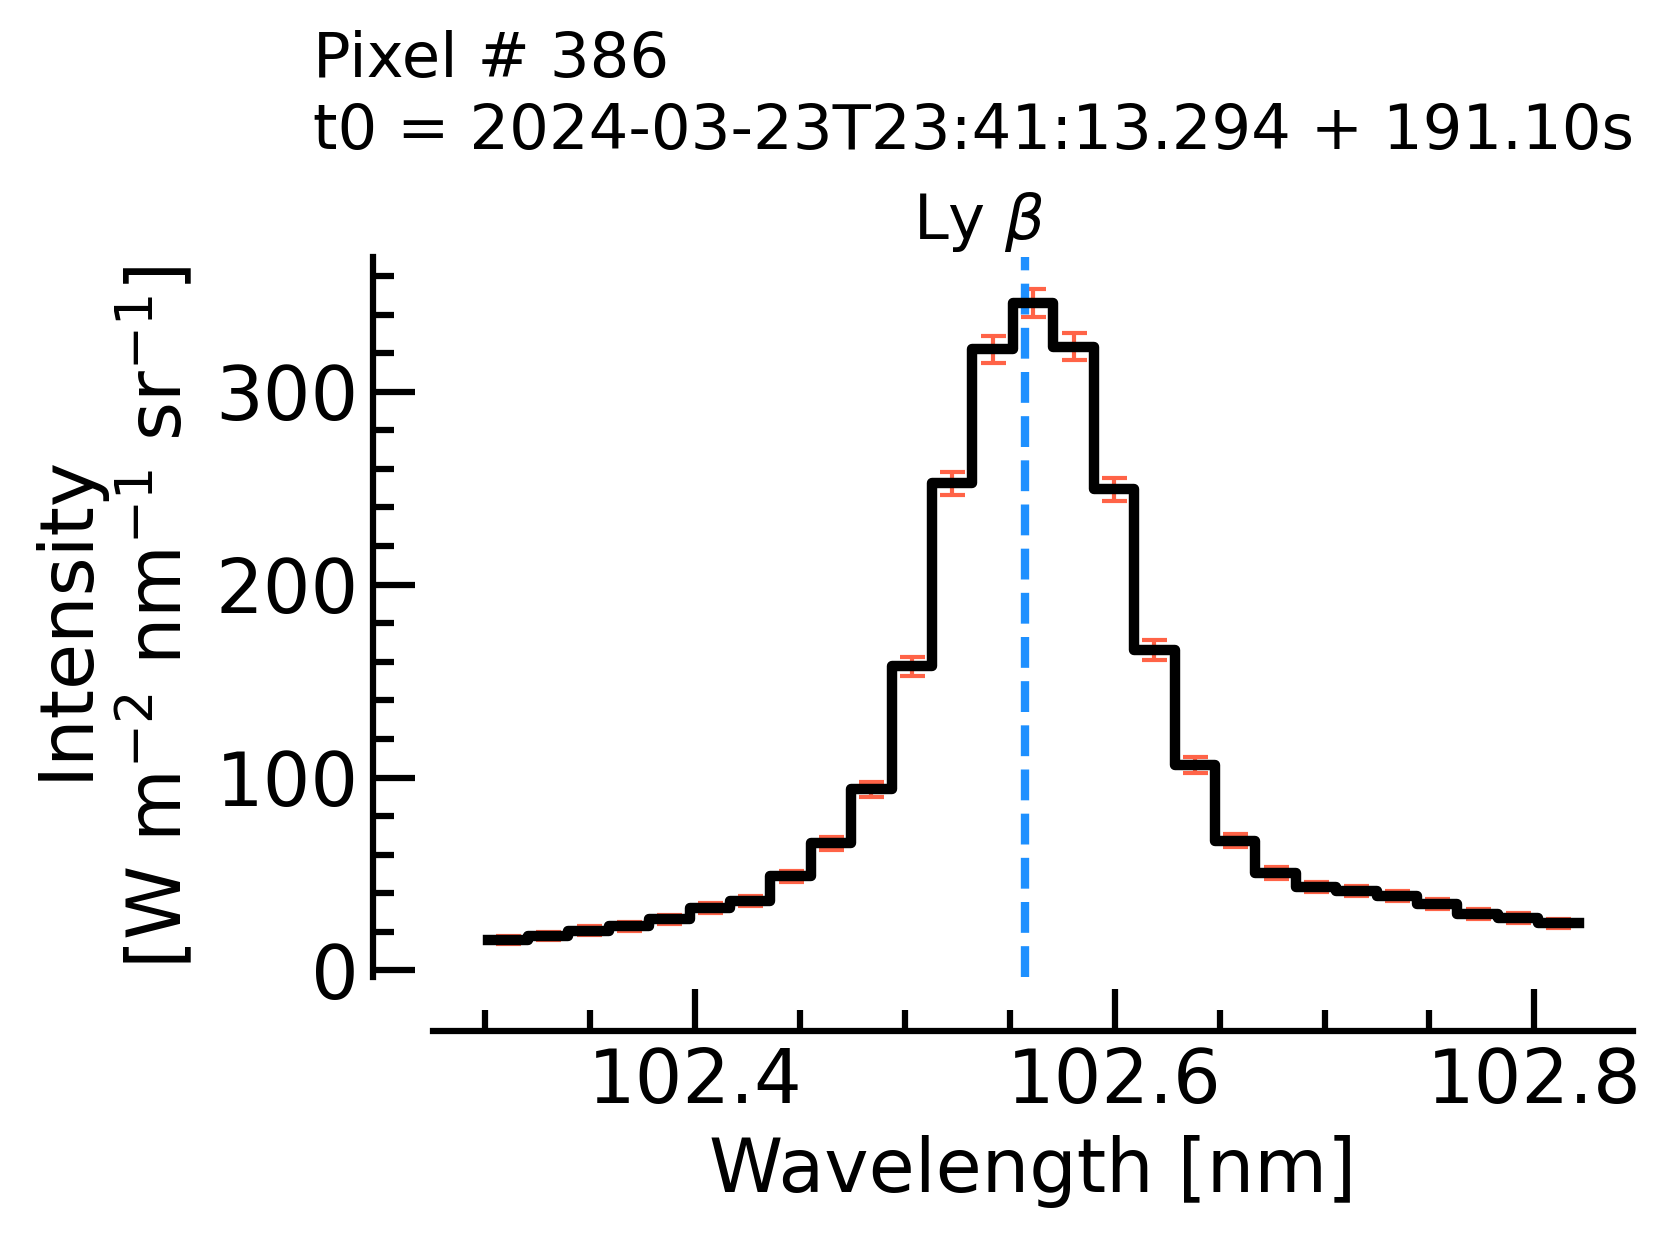 Pixel # 386
t0 = 2024-03-23T23:41:13.294 + 191.10s
Ly β
Intensity
[W m⁻² nm⁻¹ sr⁻¹]
300
200
100
0
102.4 102.6 102.8
Wavelength [nm]